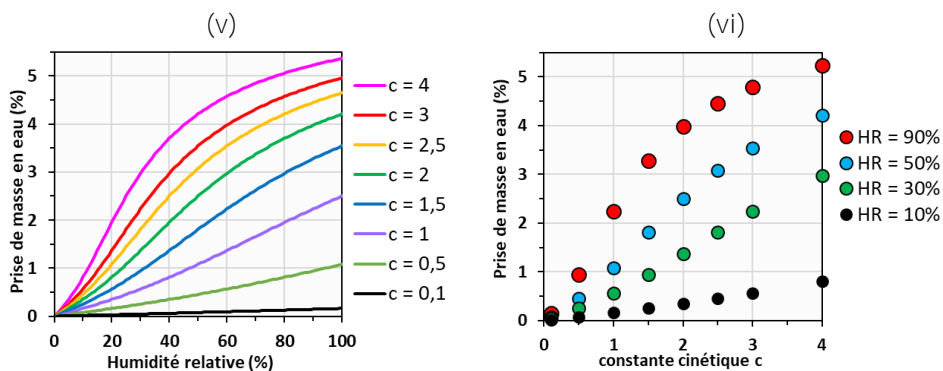 (v)
Prise de masse en eau (%)
5
4
3
2
1
0
0
20
40
60
80
100
Humidité relative (%)
c = 4
c = 3
c = 2,5
c = 2
c = 1,5
c = 1
c = 0,5
c = 0,1
(vi)
Prise de masse en eau (%)
5
4
3
2
1
0
0
1
2
3
4
constante cinétique c
HR = 90%
HR = 50%
HR = 30%
HR = 10%